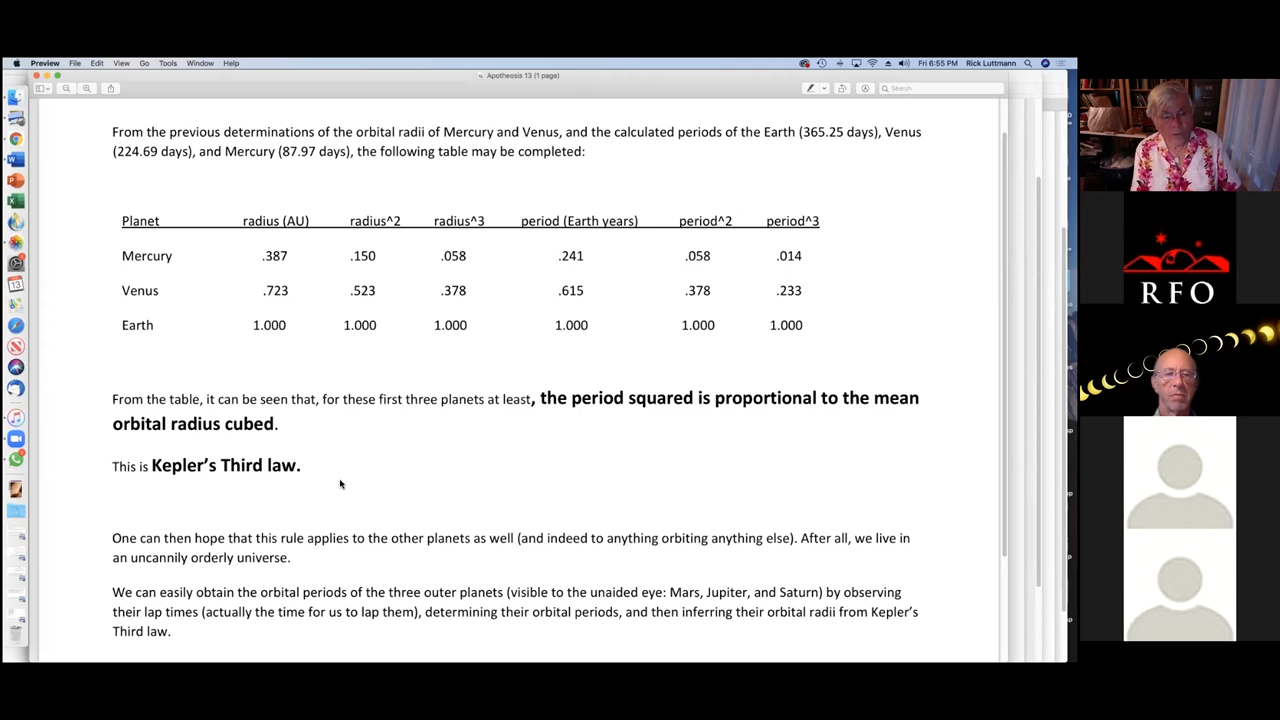 Preview File Edit View Go Tools Window Help Fri 6:55 PM Rick Luttmann
Apotheosis 13 (1 page)
Search
From the previous determinations of the orbital radii of Mercury and Venus, and the calculated periods of the Earth (365.25 days), Venus
(224.69 days), and Mercury (87.97 days), the following table may be completed:
Planet radius (AU) radius^2 radius^3 period (Earth years) period^2 period^3
Mercury .387 .150 .058 .241 .058 .014
Venus .723 .523 .378 .615 .378 .233
Earth 1.000 1.000 1.000 1.000 1.000 1.000
From the table, it can be seen that, for these first three planets at least, the period squared is proportional to the mean
orbital radius cubed.
This is Kepler’s Third law.
One can then hope that this rule applies to the other planets as well (and indeed to anything orbiting anything else). After all, we live in
an uncannily orderly universe.
We can easily obtain the orbital periods of the three outer planets (visible to the unaided eye: Mars, Jupiter, and Saturn) by observing
their lap times (actually the time for us to lap them), determining their orbital periods, and then inferring their orbital radii from Kepler’s
Third law.
RFO